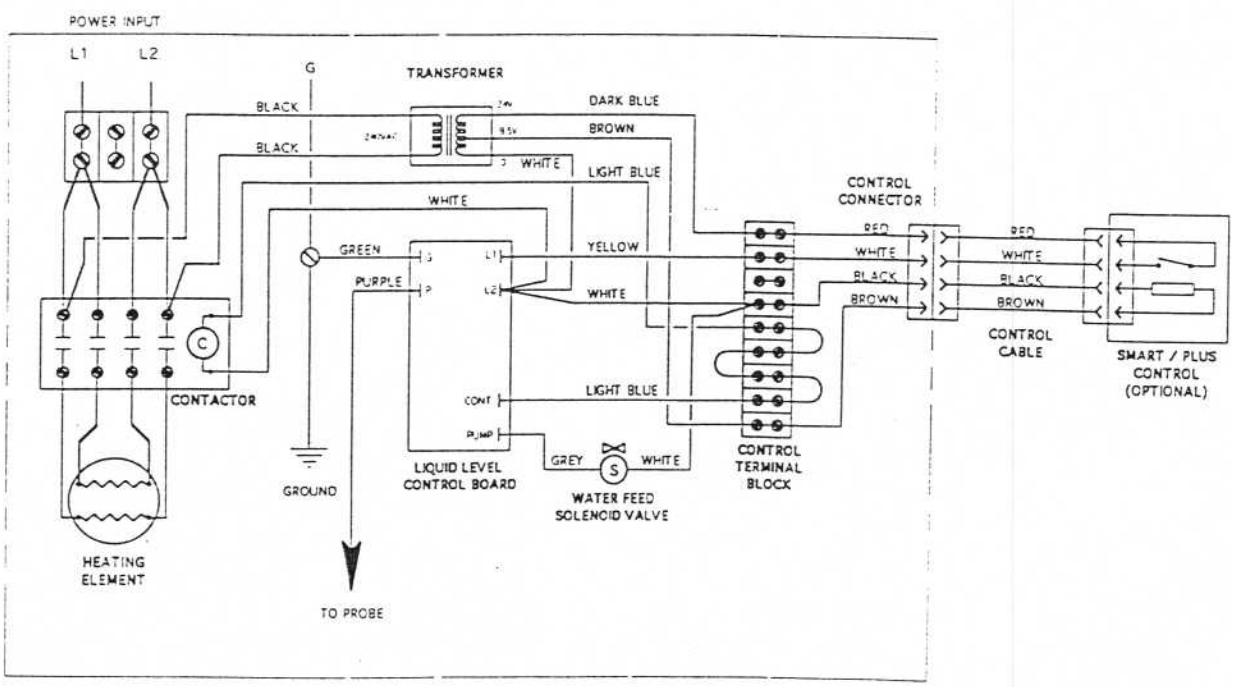 POWER INPUT
L1 L2
G
TRANSFORMER
BLACK
24V
DARK BLUE
240VAC
9.5V
BROWN
BLACK
WHITE
LIGHT BLUE
WHITE
CONTROL
CONNECTOR
GREEN
G
L1
YELLOW
RED
RED
WHITE
WHITE
PURPLE
P
L2
WHITE
BLACK
BLACK
BROWN
BROWN
C
CONTROL
CABLE
SMART / PLUS
CONTROL
(OPTIONAL)
CONTACTOR
CONT
LIGHT BLUE
PUMP
GREY
S
WHITE
CONTROL
TERMINAL
BLOCK
LIQUID LEVEL
CONTROL BOARD
GROUND
WATER FEED
SOLENOID VALVE
HEATING
ELEMENT
TO PROBE